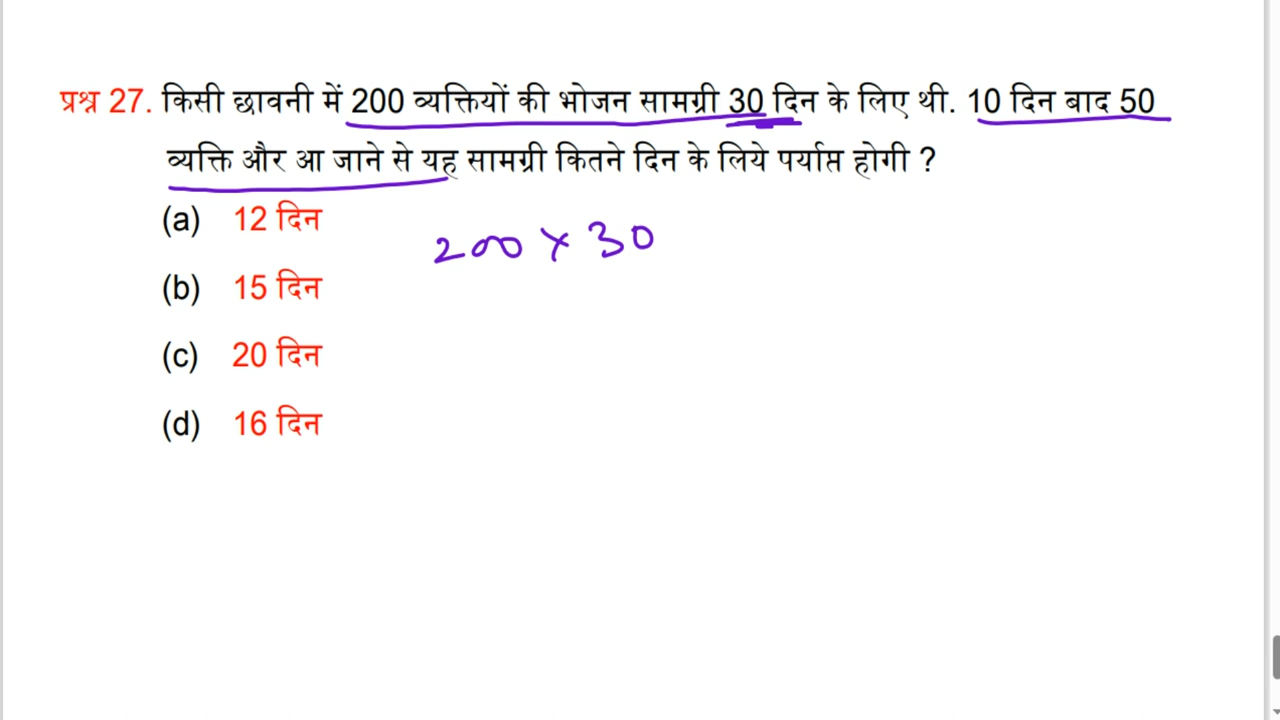 प्रश्न 27. किसी छावनी में 200 व्यक्तियों की भोजन सामग्री 30 दिन के लिए थी. 10 दिन बाद 50
व्यक्ति और आ जाने से यह सामग्री कितने दिन के लिये पर्याप्त होगी ?
(a) 12 दिन
200 × 30
(b) 15 दिन
(c) 20 दिन
(d) 16 दिन